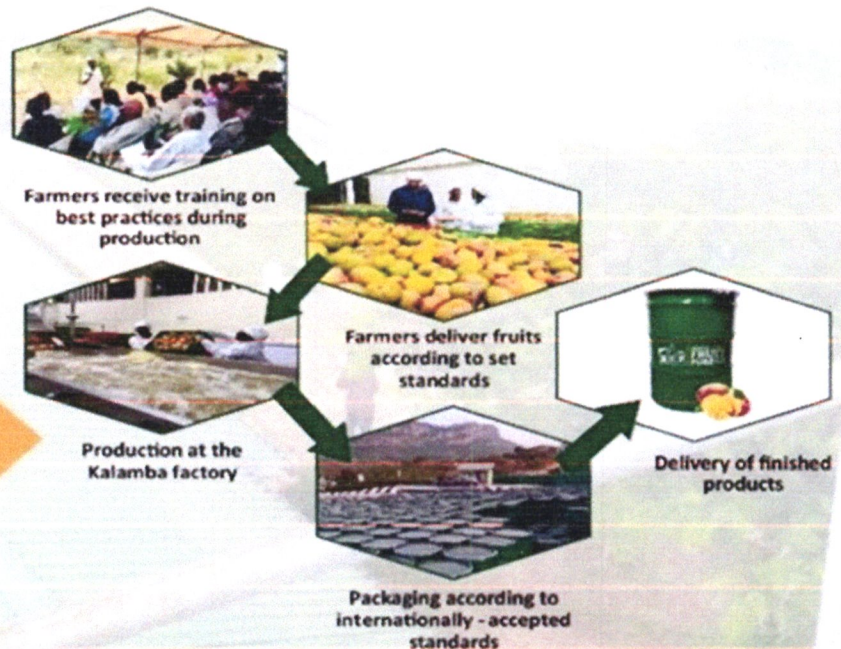 Farmers receive training on
best practices during
production
Farmers deliver fruits
according to set
standards
Production at the
Kalamba factory
Packaging according to
internally - accepted
standards
Delivery of finished
products